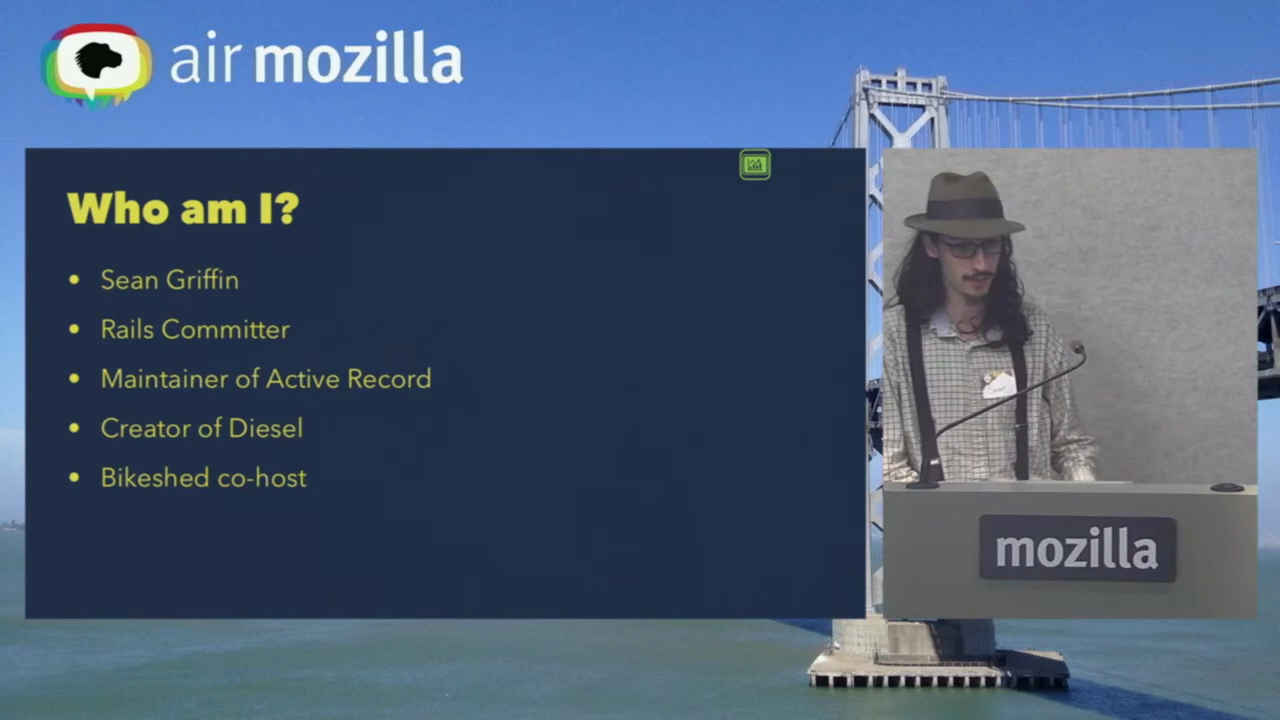 air mozilla
Who am I?
• Sean Griffin
• Rails Committer
• Maintainer of Active Record
• Creator of Diesel
• Bikeshed co-host
mozilla